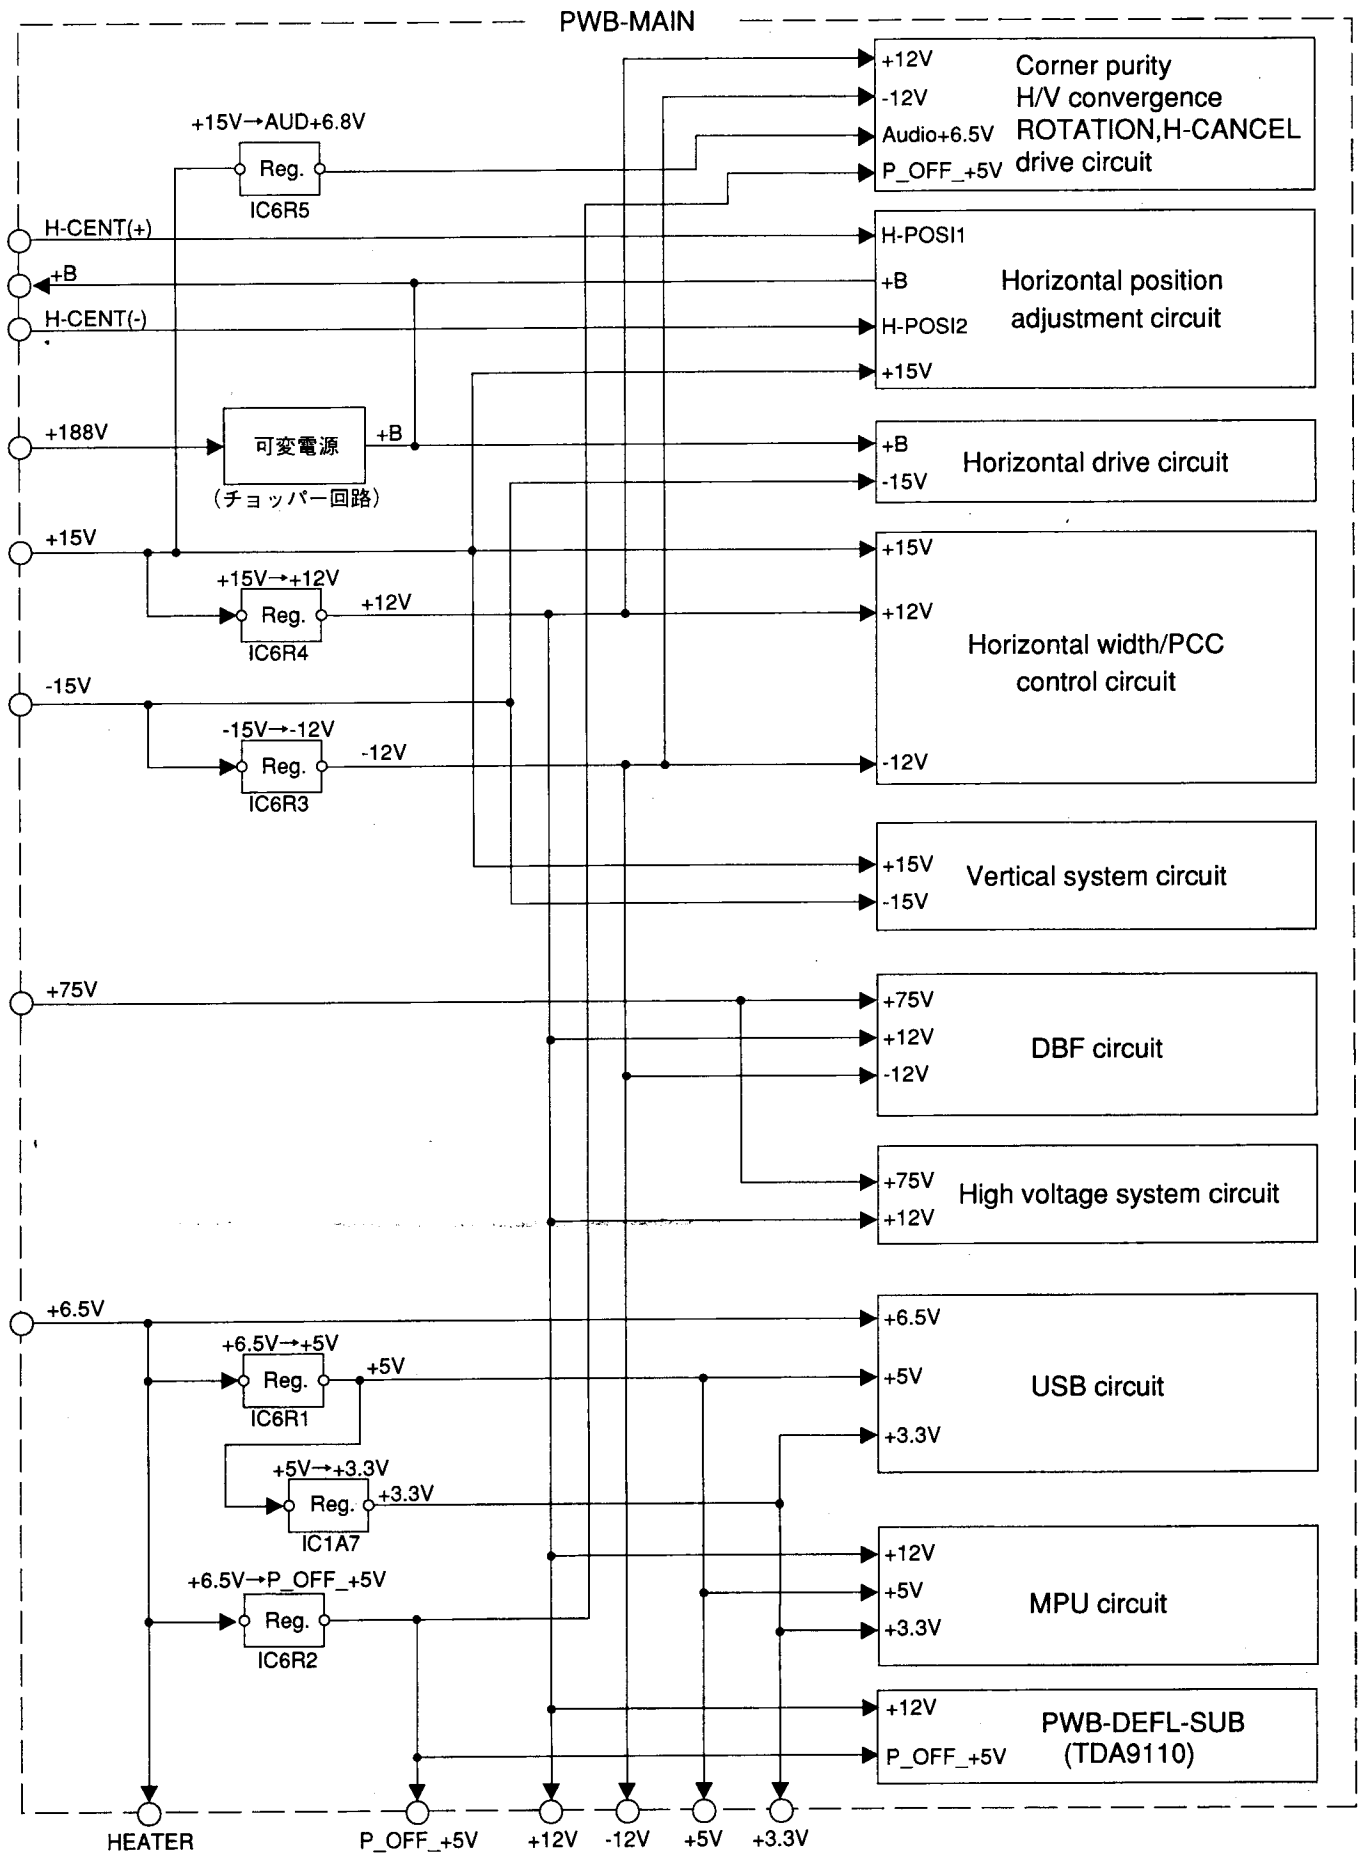 PWB-MAIN
+12V
-12V
Audio+6.5V
P_OFF_+5V
Corner purity
H/V convergence
ROTATION,H-CANCEL
drive circuit
+15V→AUD+6.8V
Reg.
IC6R5
H-CENT(+)
+B
H-CENT(-)
H-POSI1
+B
H-POSI2
+15V
Horizontal position
adjustment circuit
+188V
可変電源
(チョッパー回路)
+B
+B
-15V
Horizontal drive circuit
+15V
+15V→+12V
Reg.
IC6R4
+12V
+15V
+12V
-12V
Horizontal width/PCC
control circuit
-15V
-15V→-12V
Reg.
IC6R3
-12V
+15V
-15V
Vertical system circuit
+75V
+75V
+12V
-12V
DBF circuit
+75V
+12V
High voltage system circuit
+6.5V
+6.5V→+5V
Reg.
IC6R1
+5V
+6.5V
+5V
+3.3V
USB circuit
+5V→+3.3V
Reg.
IC1A7
+3.3V
+12V
+5V
+3.3V
MPU circuit
+6.5V→P_OFF_+5V
Reg.
IC6R2
+12V
P_OFF_+5V
PWB-DEFL-SUB
(TDA9110)
HEATER
P_OFF_+5V
+12V
-12V
+5V
+3.3V